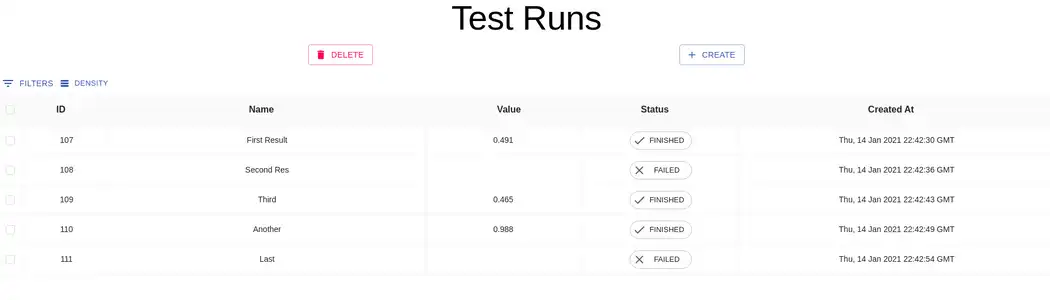 Test Runs
DELETE CREATE
FILTERS DENSITY
ID Name Value Status Created At
107 First Result 0.491 FINISHED Thu, 14 Jan 2021 22:42:30 GMT
108 Second Res FAILED Thu, 14 Jan 2021 22:42:36 GMT
109 Third 0.465 FINISHED Thu, 14 Jan 2021 22:42:43 GMT
110 Another 0.988 FINISHED Thu, 14 Jan 2021 22:42:49 GMT
111 Last FAILED Thu, 14 Jan 2021 22:42:54 GMT